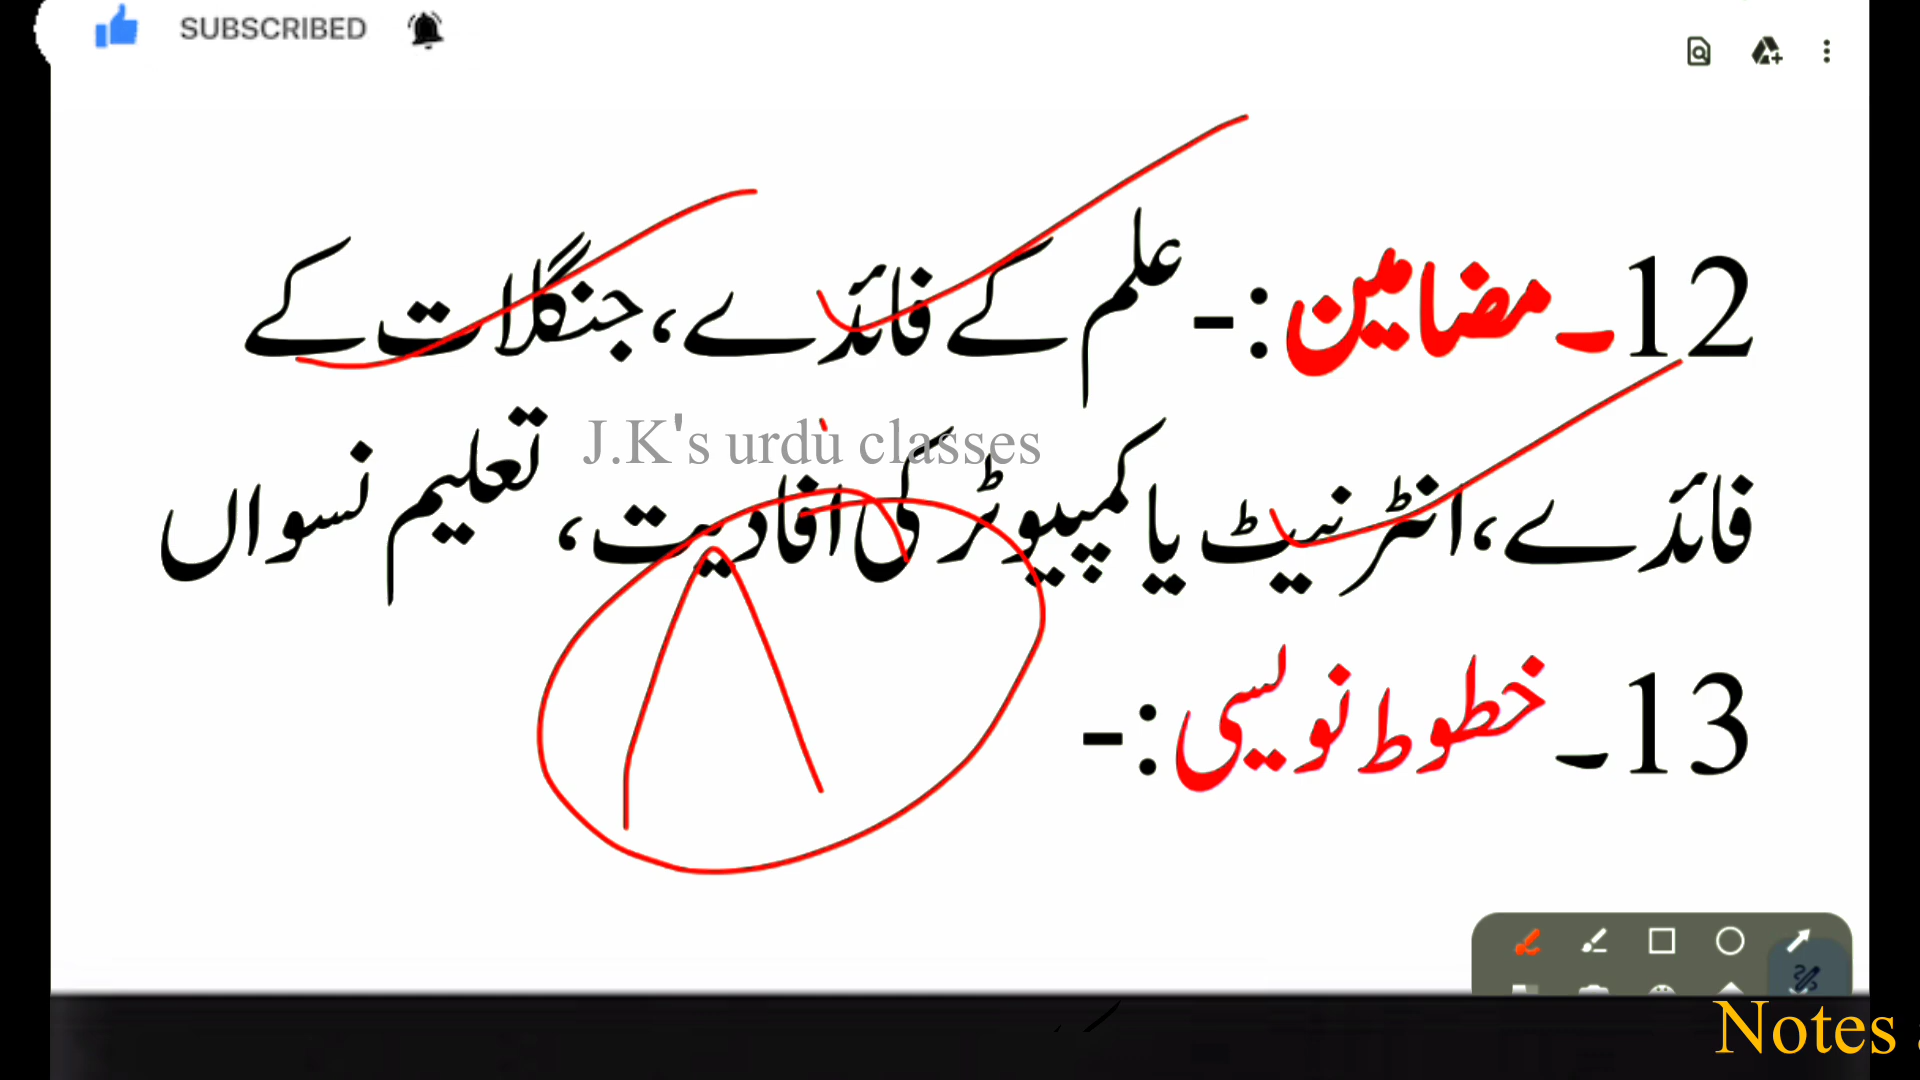 SUBSCRIBED
12۔ مضامین :- علم کے فائدے، جنگلات کے
J.K's urdu classes
فائدے، انٹرنیٹ یا کمپیوٹر کی افادیت، تعلیم نسواں
13۔ خطوط نویسی :-
Notes